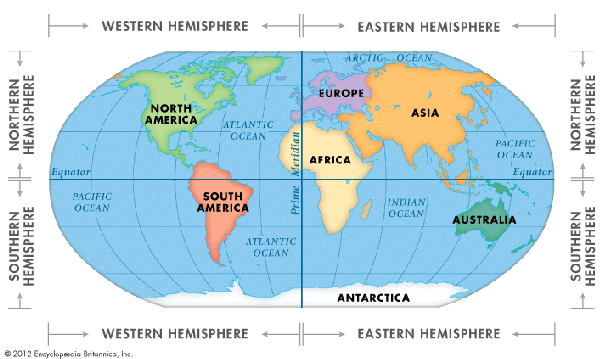 WESTERN HEMISPHERE
EASTERN HEMISPHERE
NORTHERN
HEMISPHERE
ARCTIC OCEAN
NORTH
AMERICA
EUROPE
ASIA
ATLANTIC
OCEAN
AFRICA
PACIFIC
OCEAN
NORTHERN
HEMISPHERE
Equator
Prime Meridian
Equator
SOUTHERN
HEMISPHERE
PACIFIC
OCEAN
SOUTH
AMERICA
INDIAN
OCEAN
AUSTRALIA
ATLANTIC
OCEAN
SOUTHERN
HEMISPHERE
ANTARCTICA
WESTERN HEMISPHERE
EASTERN HEMISPHERE
© 2012 Encyclopædia Britannica, Inc.